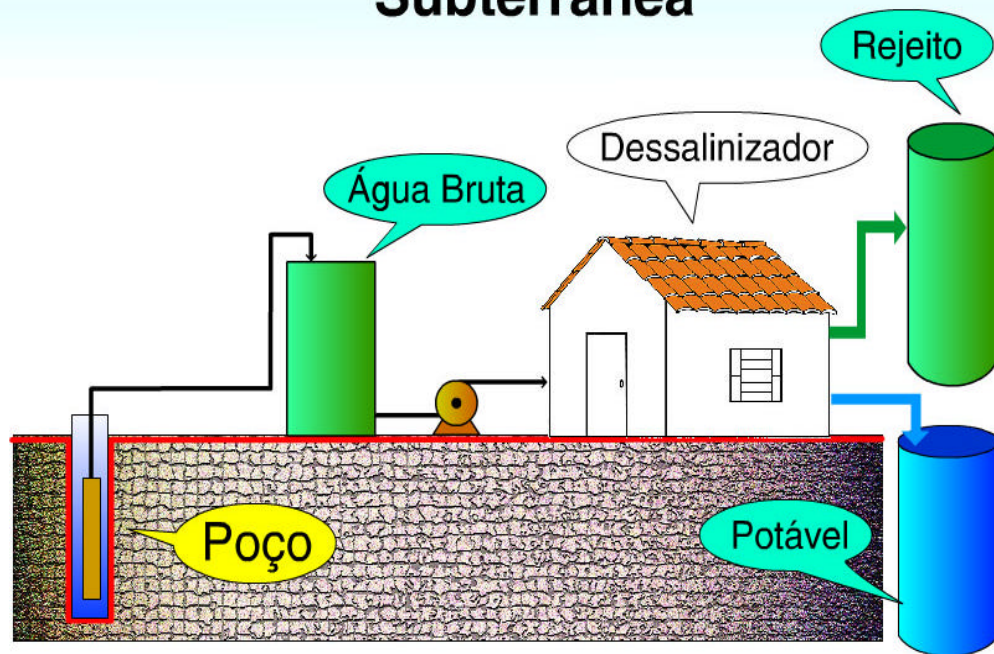 Subterrânea
Rejeito
Dessalinizador
Água Bruta
Poço
Potável